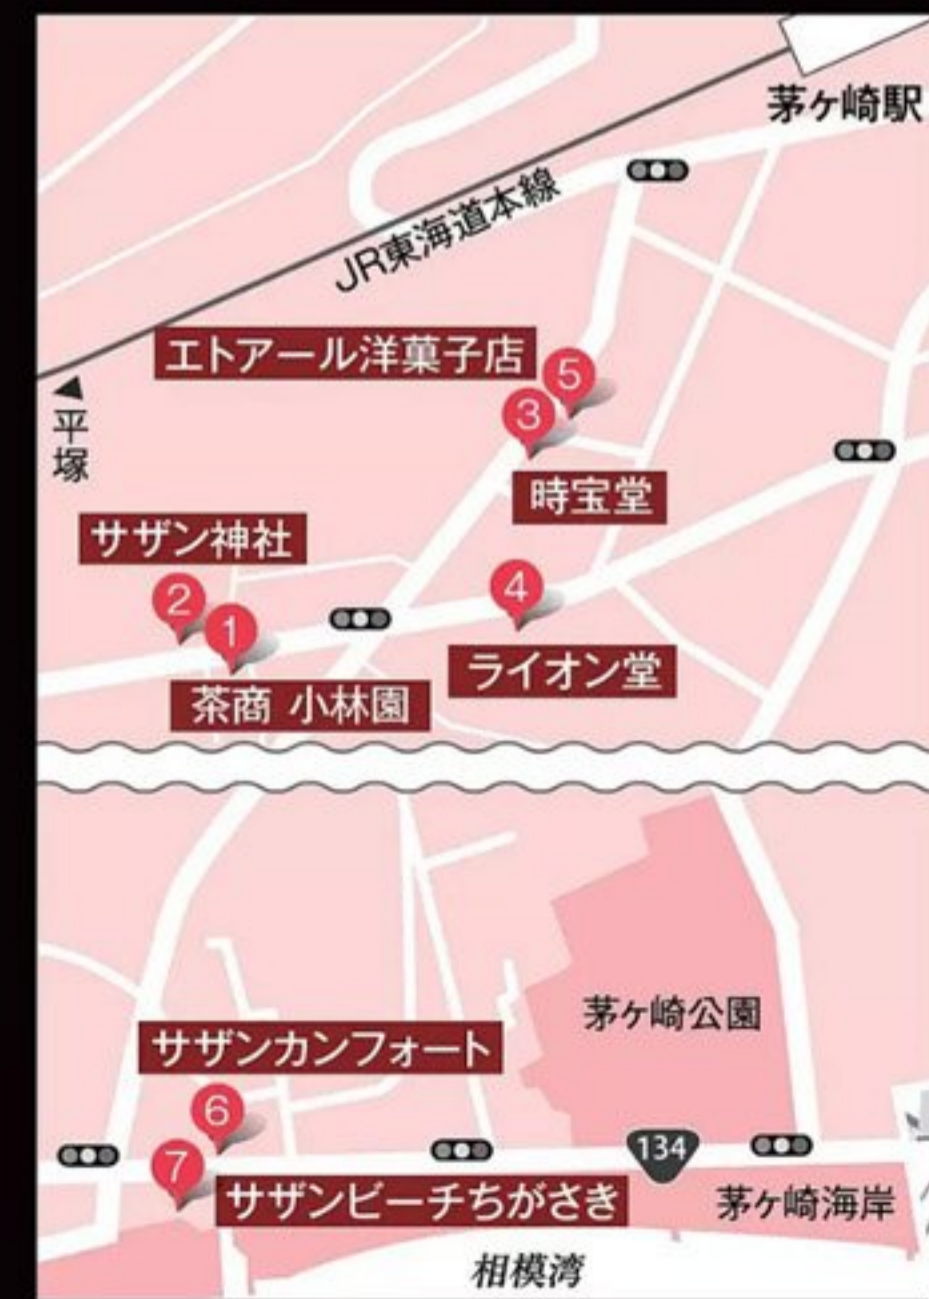 茅ヶ崎駅
JR東海道本線
エトアール洋菓子店
5
3
平塚
時宝堂
サザン神社
2
4
1
ライオン堂
茶商 小林園
茅ヶ崎公園
サザンカンフォート
6
134
7
サザンビーチちがさき
茅ヶ崎海岸
相模湾